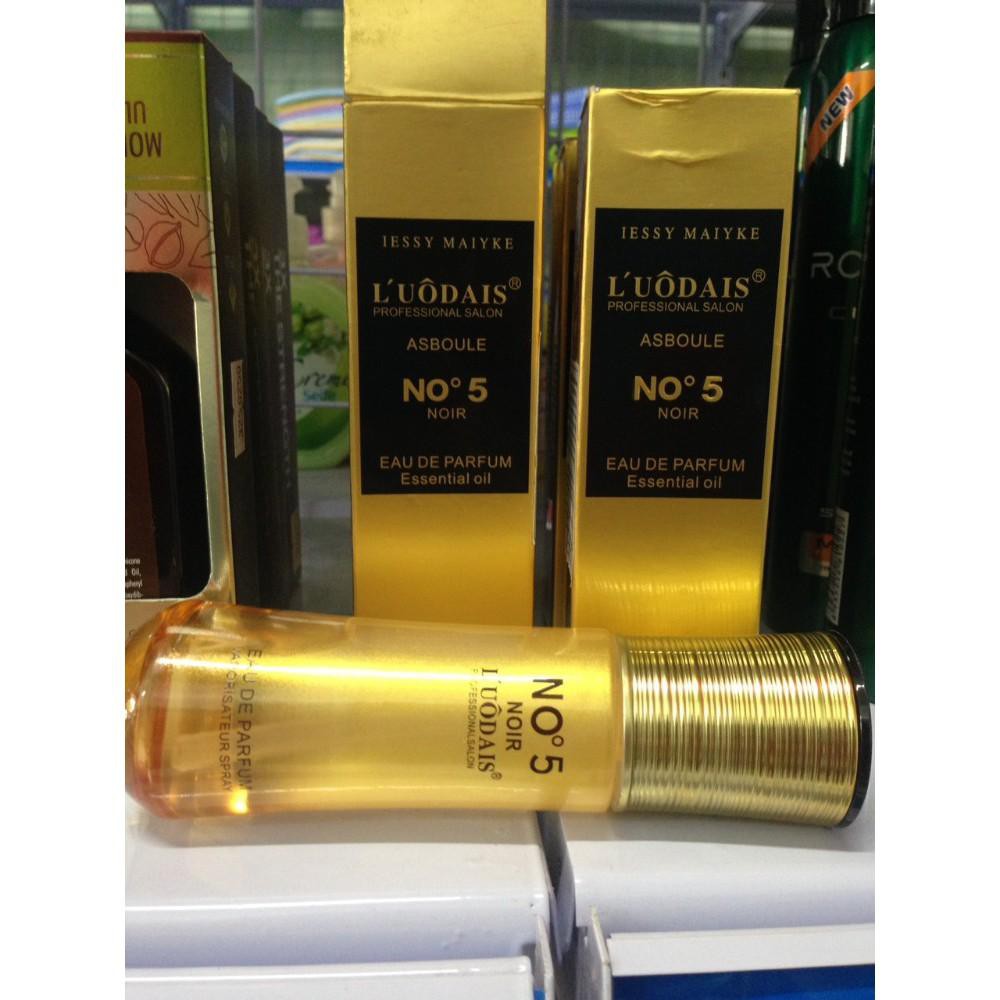 IESSY MAIYKE
L'UÔDAIS®
PROFESSIONAL SALON
ASBOULE
NO° 5
NOIR
EAU DE PARFUM
Essential oil
IESSY MAIYKE
L'UÔDAIS®
PROFESSIONAL SALON
ASBOULE
NO° 5
NOIR
EAU DE PARFUM
Essential oil
NEW
NO° 5
NOIR
L'UÔDAIS®
EAU DE PARFUM
VAPORISATEUR SPRAY
Sede
Oil,